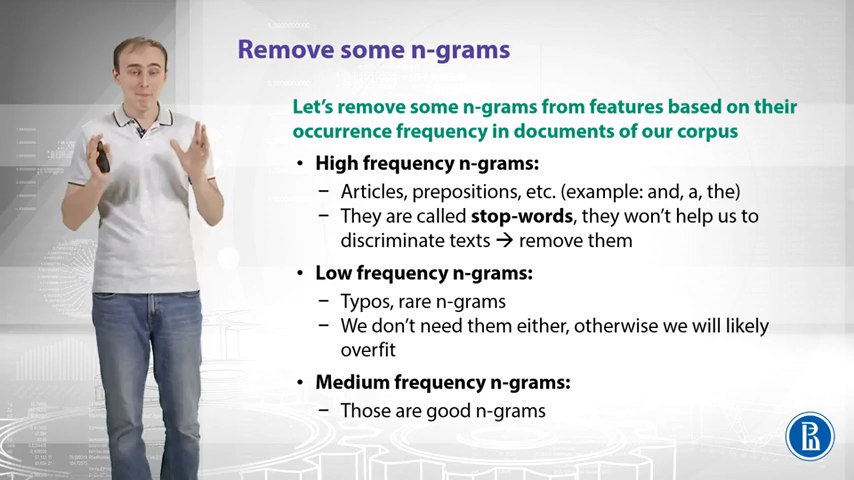 Remove some n-grams
Let's remove some n-grams from features based on their
occurrence frequency in documents of our corpus
• High frequency n-grams:
– Articles, prepositions, etc. (example: and, a, the)
– They are called stop-words, they won't help us to
discriminate texts → remove them
• Low frequency n-grams:
– Typos, rare n-grams
– We don't need them either, otherwise we will likely
overfit
• Medium frequency n-grams:
– Those are good n-grams